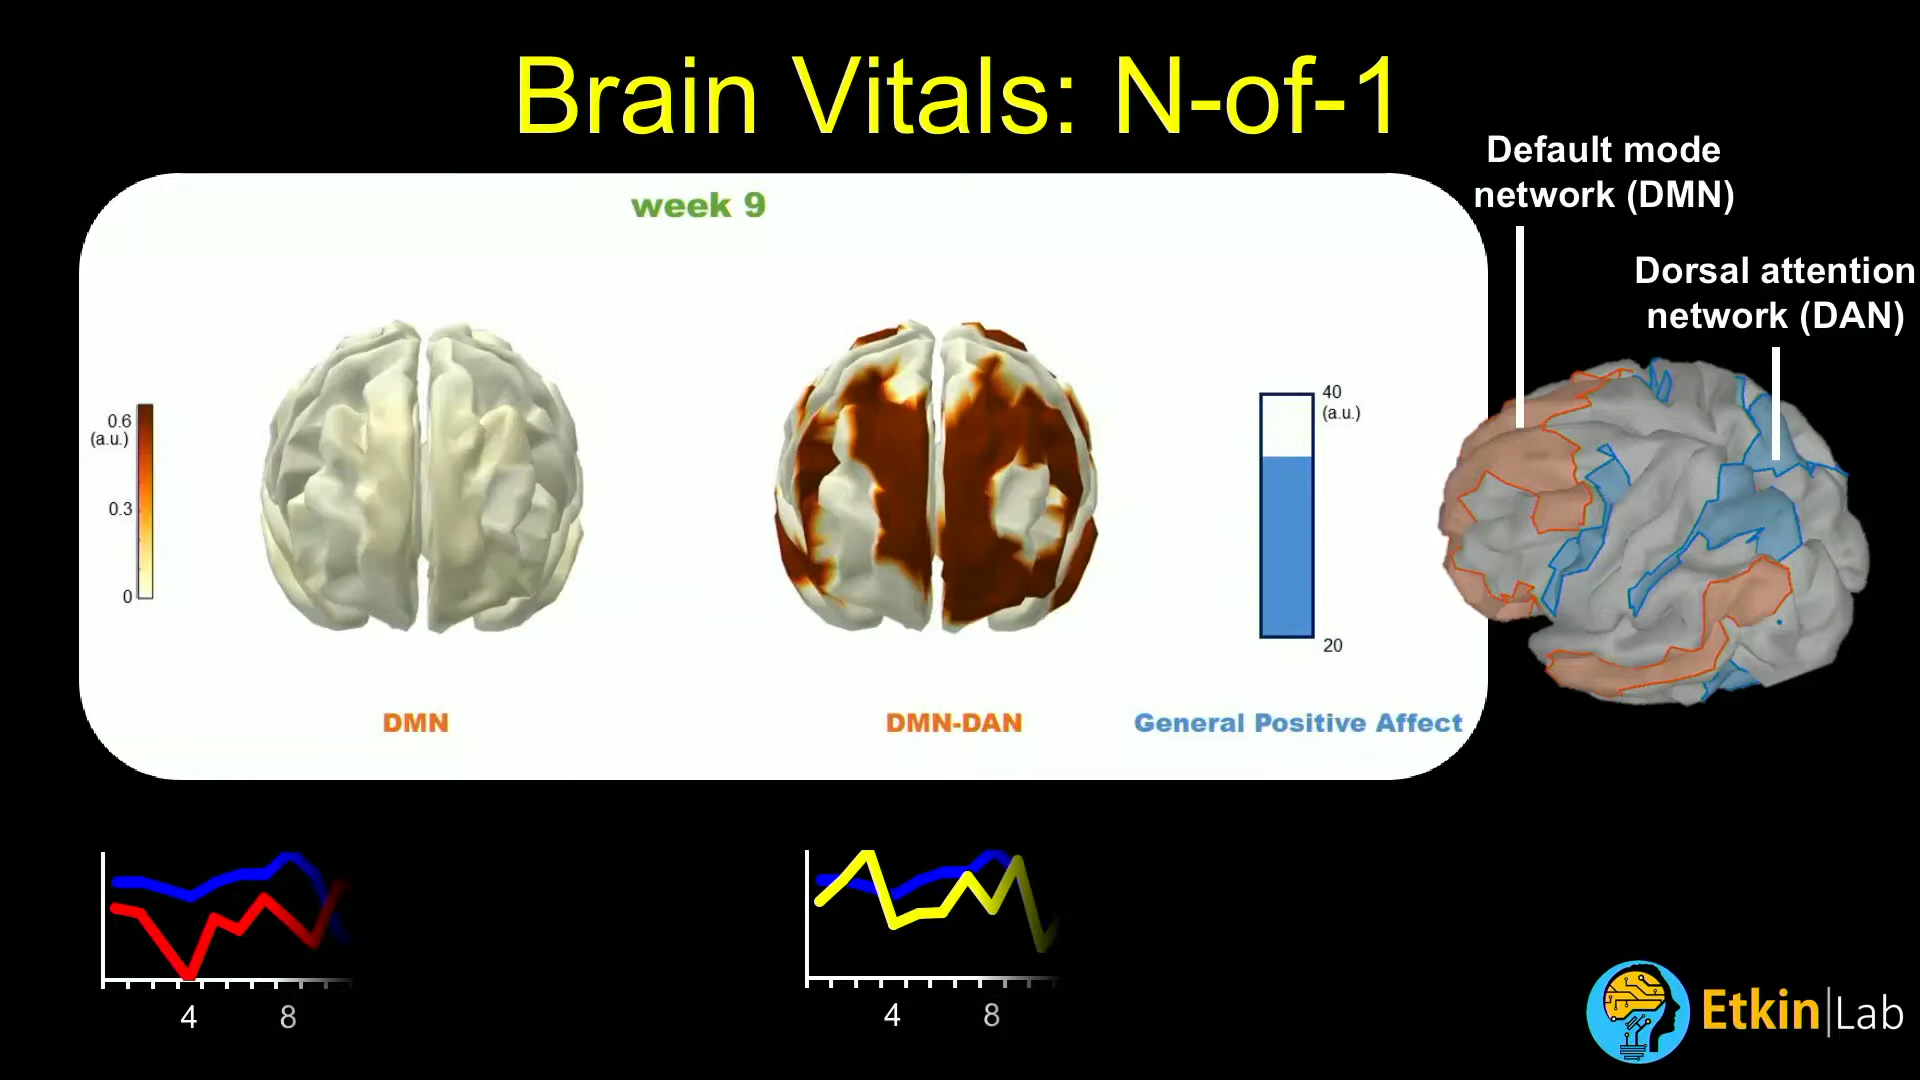 Brain Vitals: N-of-1
Default mode
network (DMN)
Dorsal attention
network (DAN)
week 9
0.6
(a.u.)
0.3
0
40
(a.u.)
20
DMN
DMN-DAN
General Positive Affect
4
8
4
8
Etkin|Lab